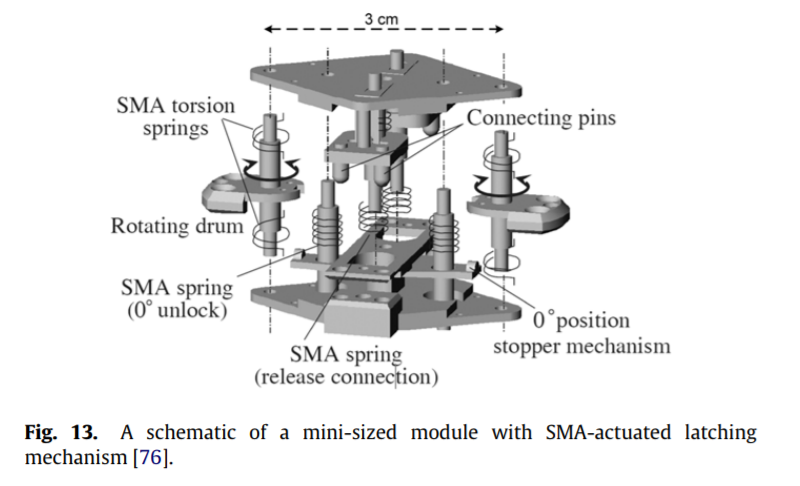 3 cm
SMA torsion
springs
Connecting pins
Rotating drum
SMA spring
(0° unlock)
0° position
stopper mechanism
SMA spring
(release connection)
Fig. 13. A schematic of a mini-sized module with SMA-actuated latching
mechanism [76].